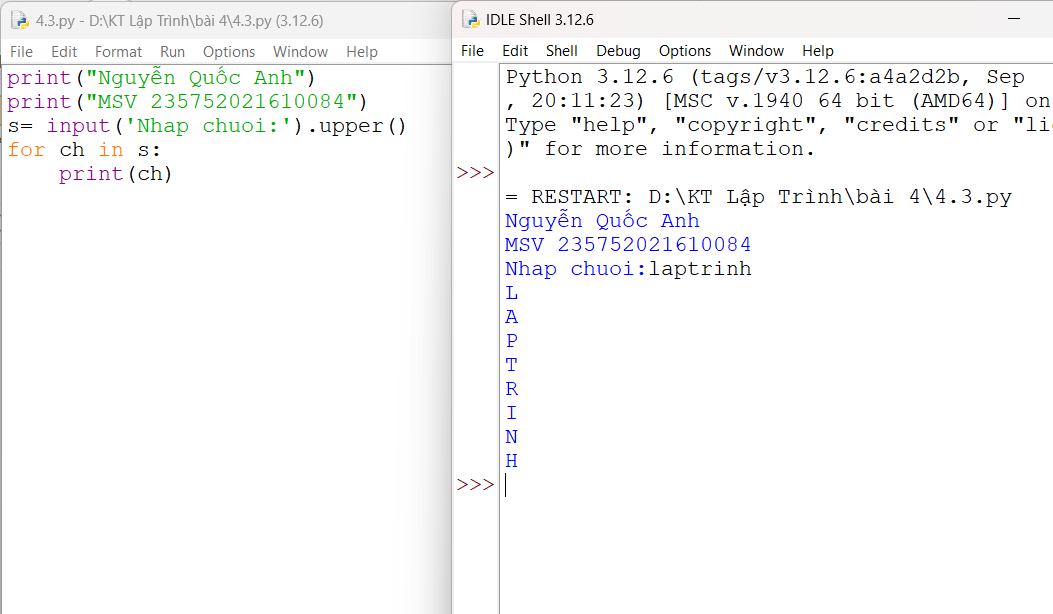 4.3.py - D:\KT Lập Trình\bài 4\4.3.py (3.12.6)
File Edit Format Run Options Window Help
print("Nguyễn Quốc Anh")
print("MSV 235752021610084")
s= input('Nhap chuoi:').upper()
for ch in s:
    print(ch)
IDLE Shell 3.12.6
File Edit Shell Debug Options Window Help
Python 3.12.6 (tags/v3.12.6:a4a2d2b, Sep
, 20:11:23) [MSC v.1940 64 bit (AMD64)] on
Type "help", "copyright", "credits" or "li
)" for more information.
>>>
= RESTART: D:\KT Lập Trình\bài 4\4.3.py
Nguyễn Quốc Anh
MSV 235752021610084
Nhap chuoi:laptrinh
L
A
P
T
R
I
N
H
>>>